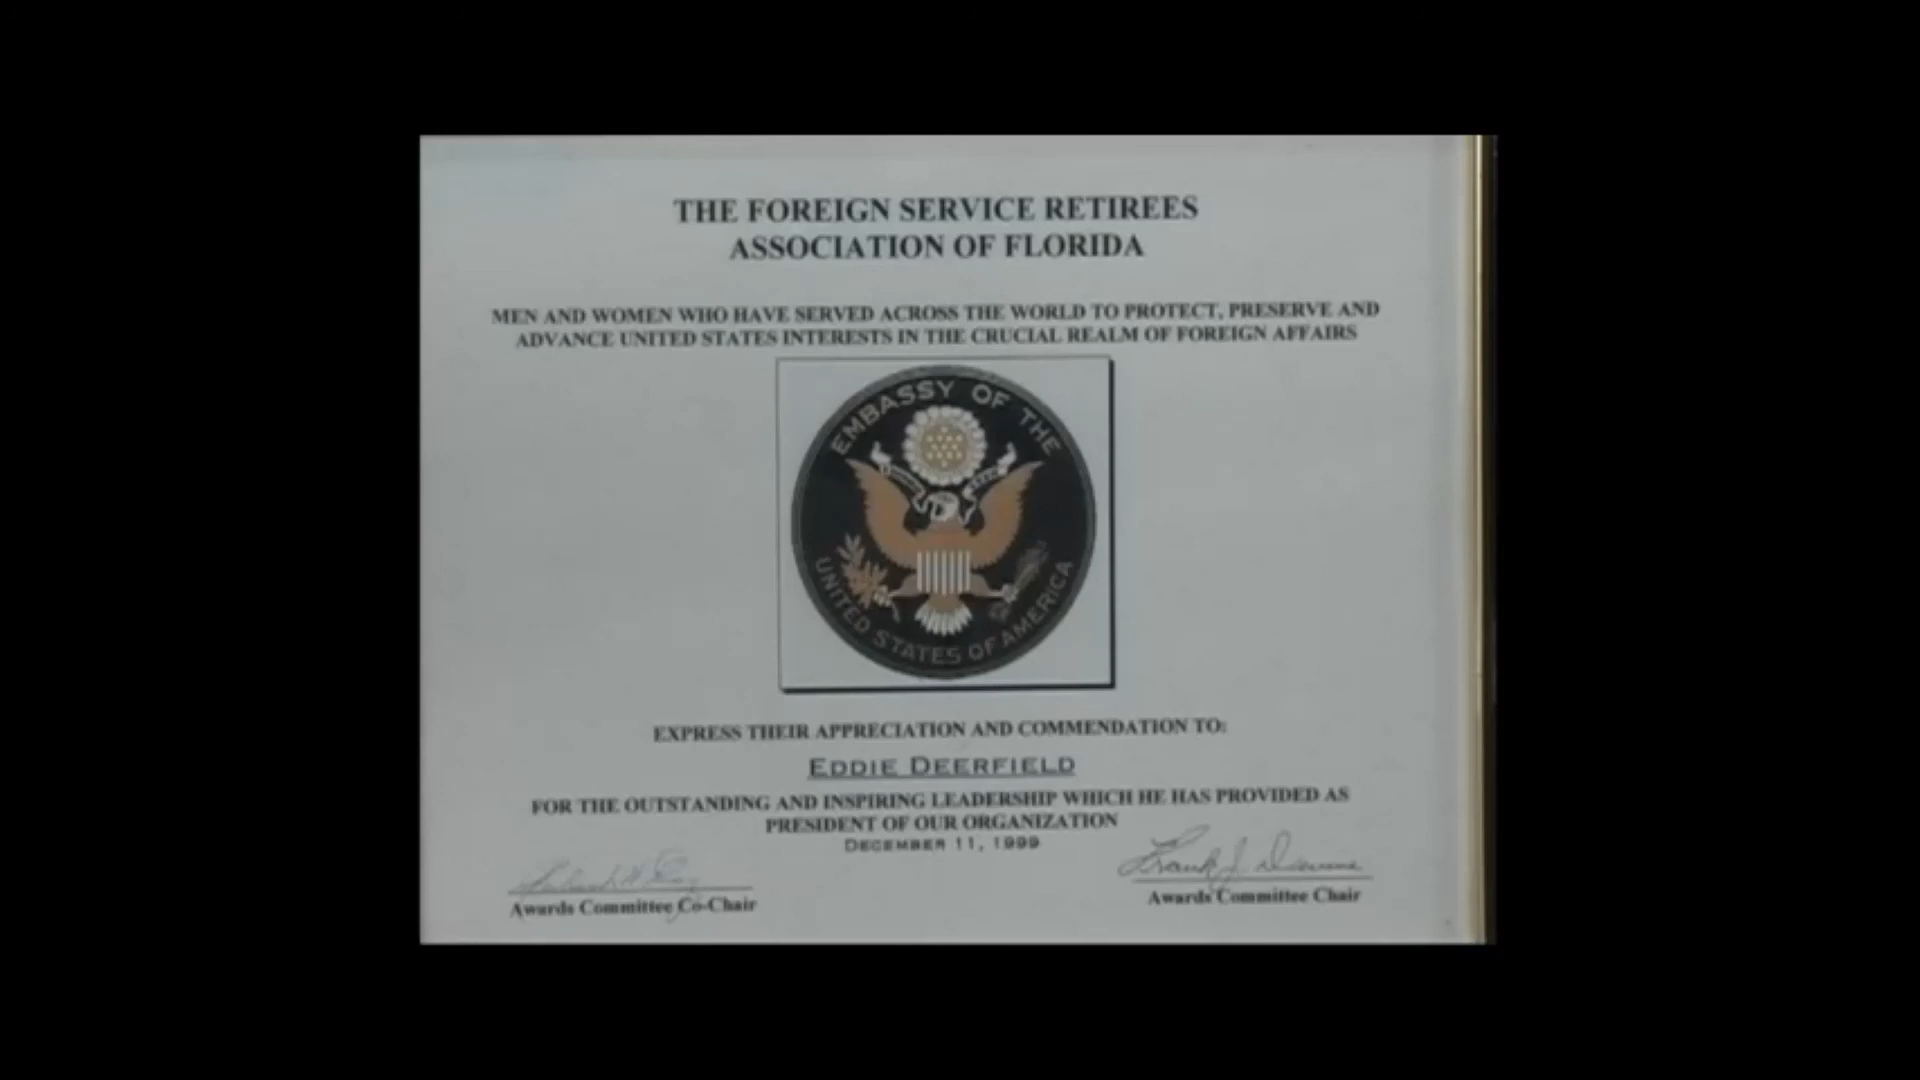 THE FOREIGN SERVICE RETIREES
ASSOCIATION OF FLORIDA
MEN AND WOMEN WHO HAVE SERVED ACROSS THE WORLD TO PROTECT, PRESERVE AND
ADVANCE UNITED STATES INTERESTS IN THE CRUCIAL REALM OF FOREIGN AFFAIRS
EMBASSY OF THE
UNITED STATES OF AMERICA
EXPRESS THEIR APPRECIATION AND COMMENDATION TO:
EDDIE DEERFIELD
FOR THE OUTSTANDING AND INSPIRING LEADERSHIP WHICH HE HAS PROVIDED AS
PRESIDENT OF OUR ORGANIZATION
DECEMBER 11, 1999
Frank J.
Awards Committee Co-Chair
Awards Committee Chair